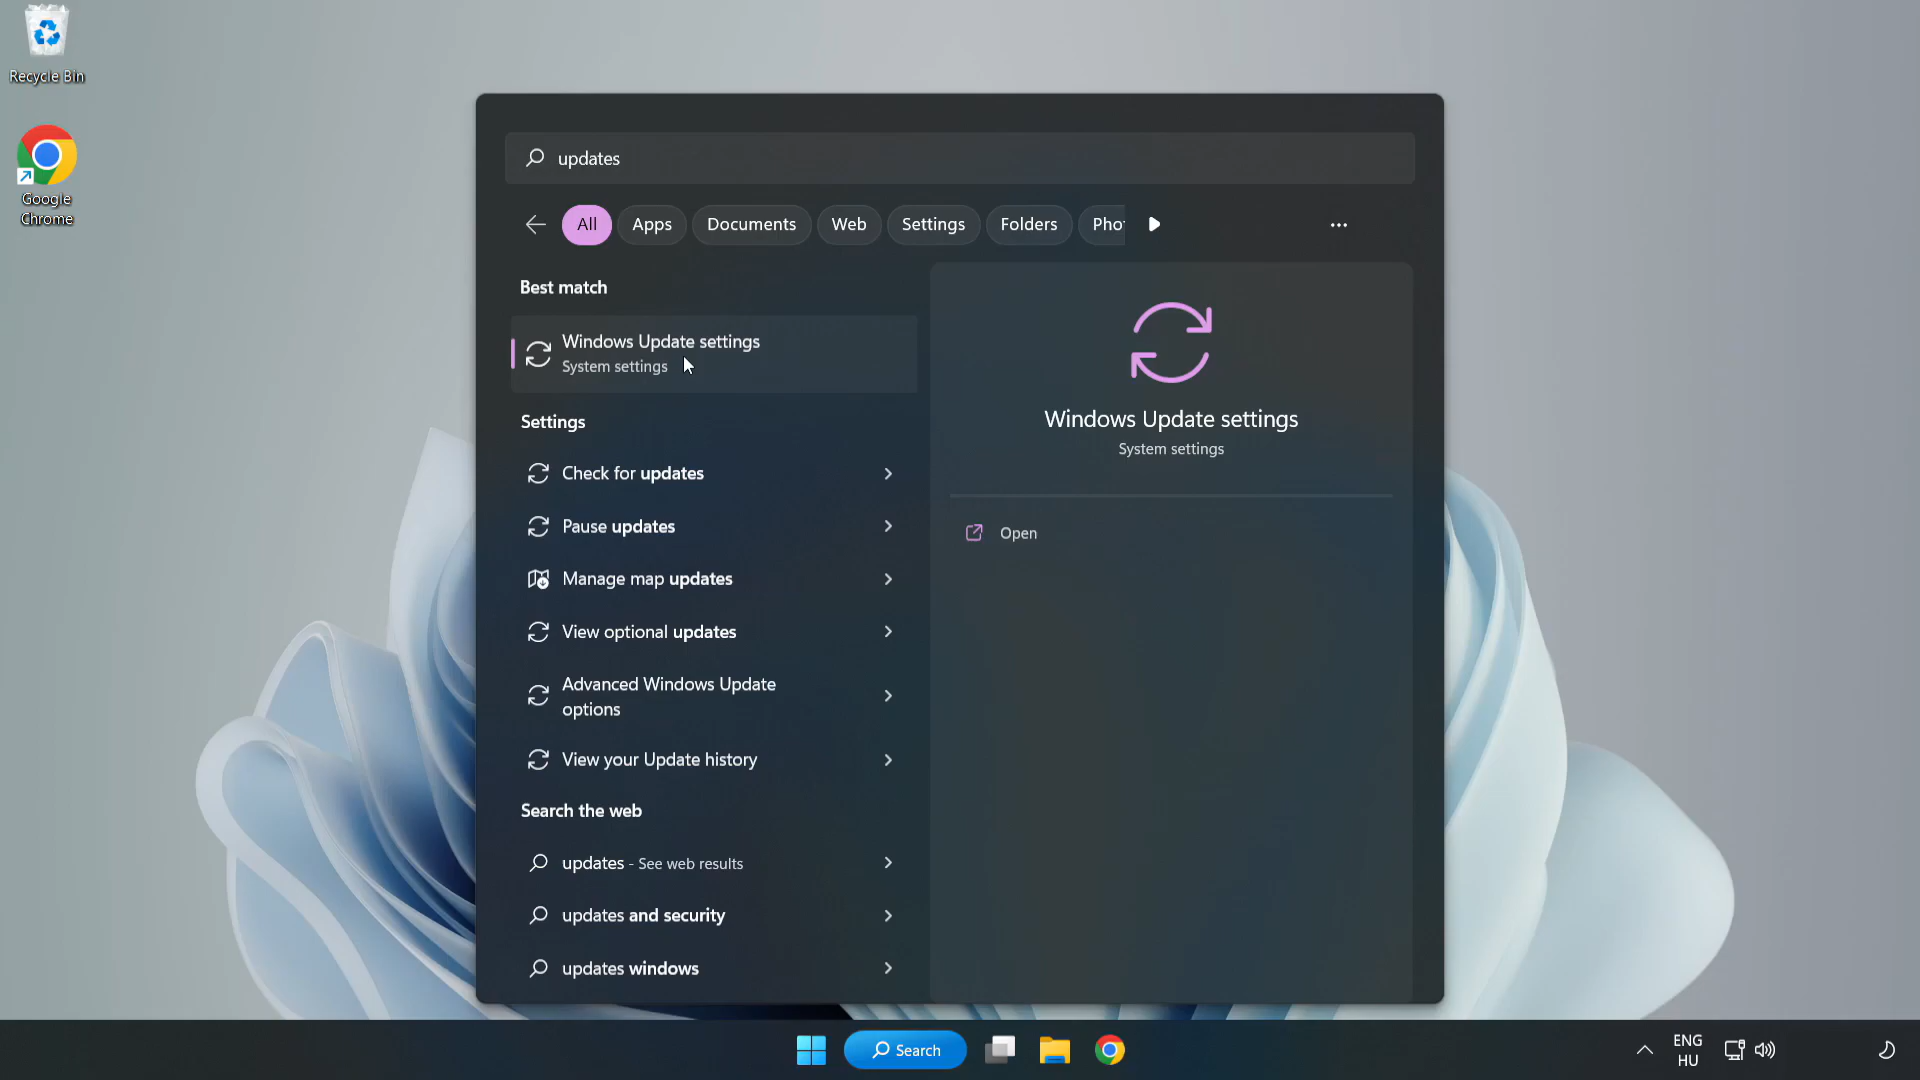 Recycle Bin
Google
Chrome
updates
All Apps Documents Web Settings Folders Pho
Best match
Windows Update settings
System settings
Settings
Check for updates
Pause updates
Manage map updates
View optional updates
Advanced Windows Update
options
View your Update history
Search the web
updates - See web results
updates and security
updates windows
Windows Update settings
System settings
Open
Search
ENG
HU